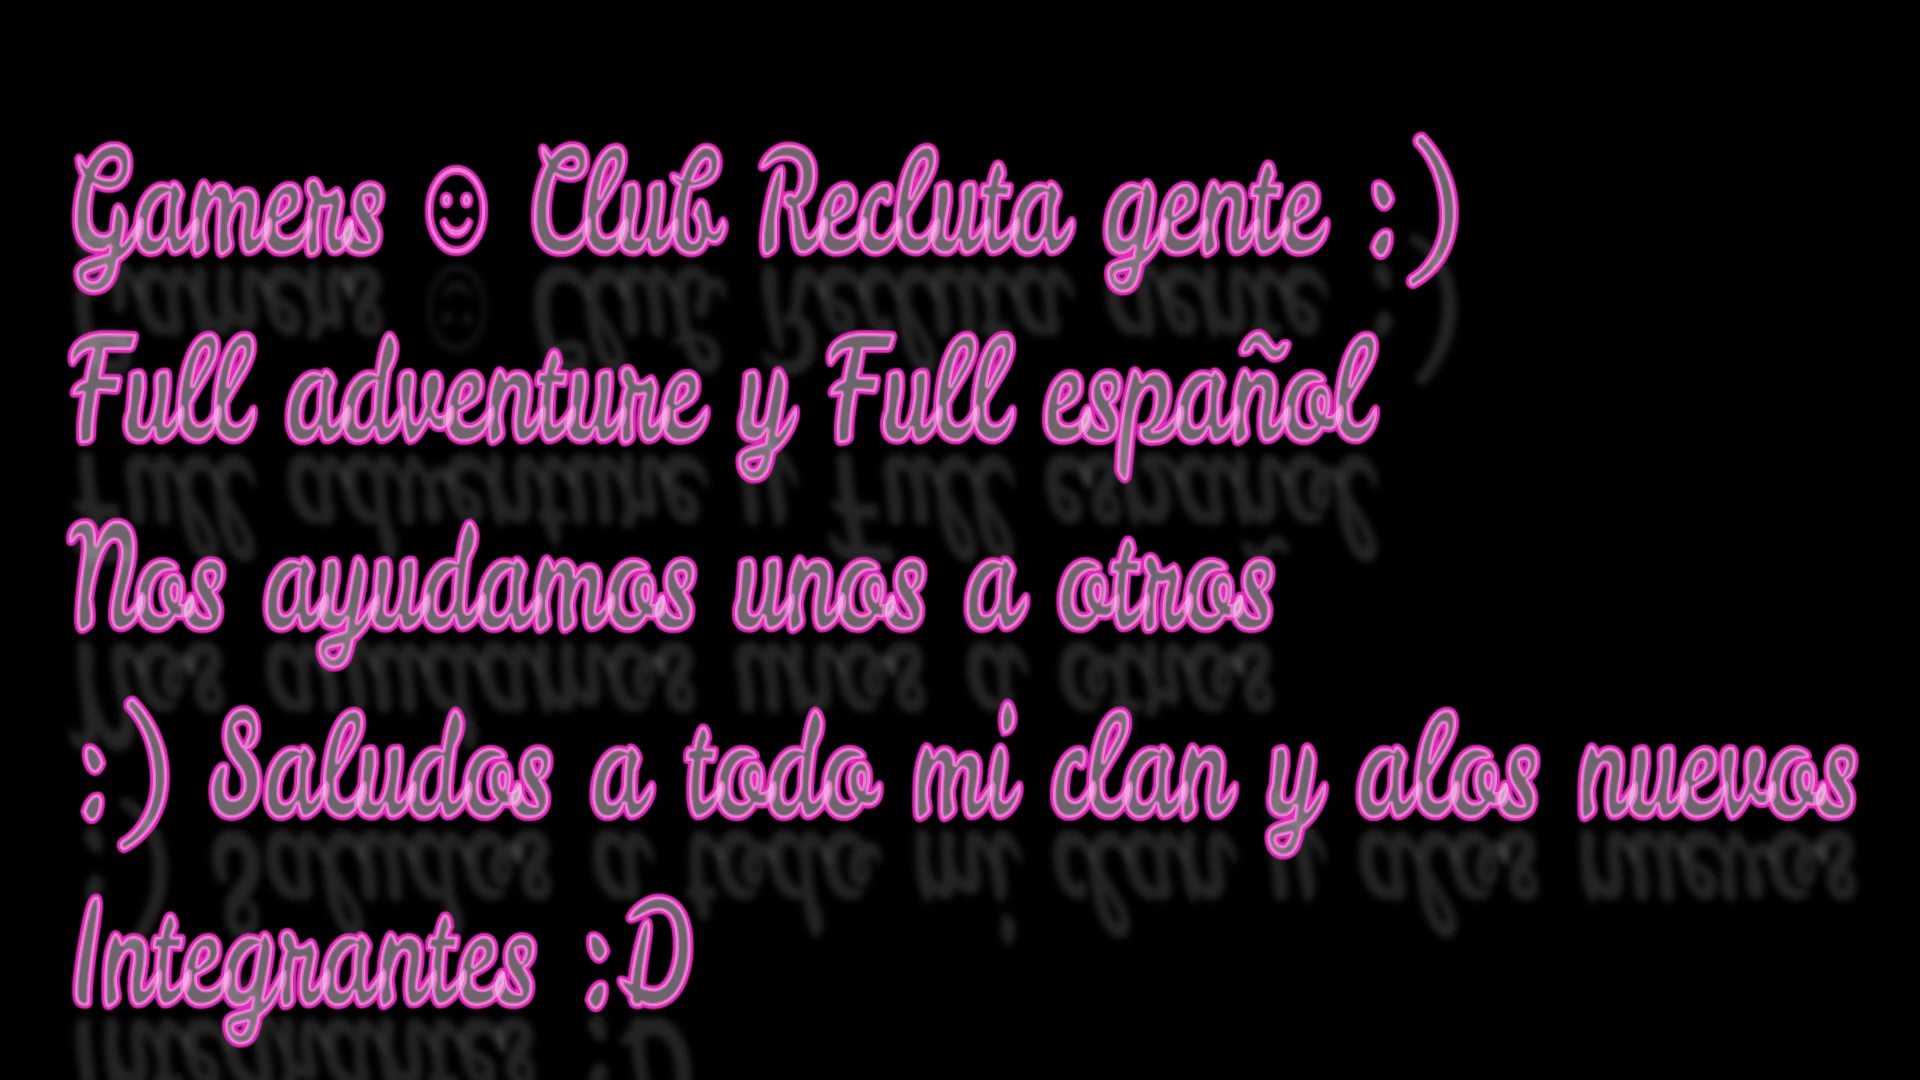 Gamers ☺ Club Recluta gente :)
Full adventure y Full español
Nos ayudamos unos a otros
:) Saludos a todo mi clan y alos nuevos
Integrantes :D